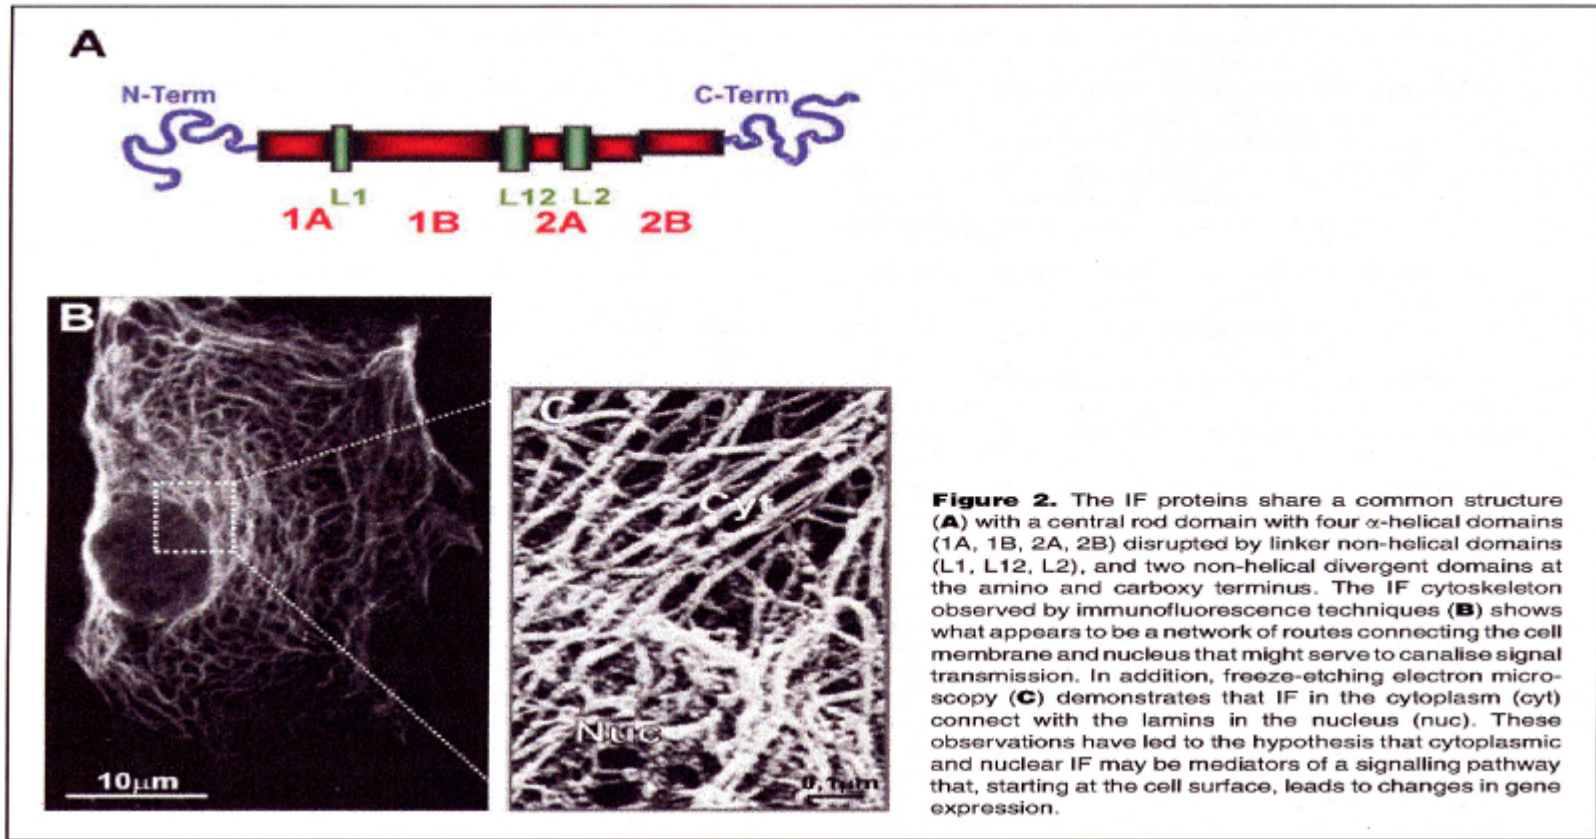 A
N-Term
C-Term
L1
L12
L2
1A
1B
2A
2B
B
10μm
C
Cyt
Nuc
0,1μm
Figure 2. The IF proteins share a common structure
(A) with a central rod domain with four α-helical domains
(1A, 1B, 2A, 2B) disrupted by linker non-helical domains
(L1, L12, L2), and two non-helical divergent domains at
the amino and carboxy terminus. The IF cytoskeleton
observed by immunofluorescence techniques (B) shows
what appears to be a network of routes connecting the cell
membrane and nucleus that might serve to canalise signal
transmission. In addition, freeze-etching electron micro-
scopy (C) demonstrates that IF in the cytoplasm (cyt)
connect with the lamins in the nucleus (nuc). These
observations have led to the hypothesis that cytoplasmic
and nuclear IF may be mediators of a signalling pathway
that, starting at the cell surface, leads to changes in gene
expression.